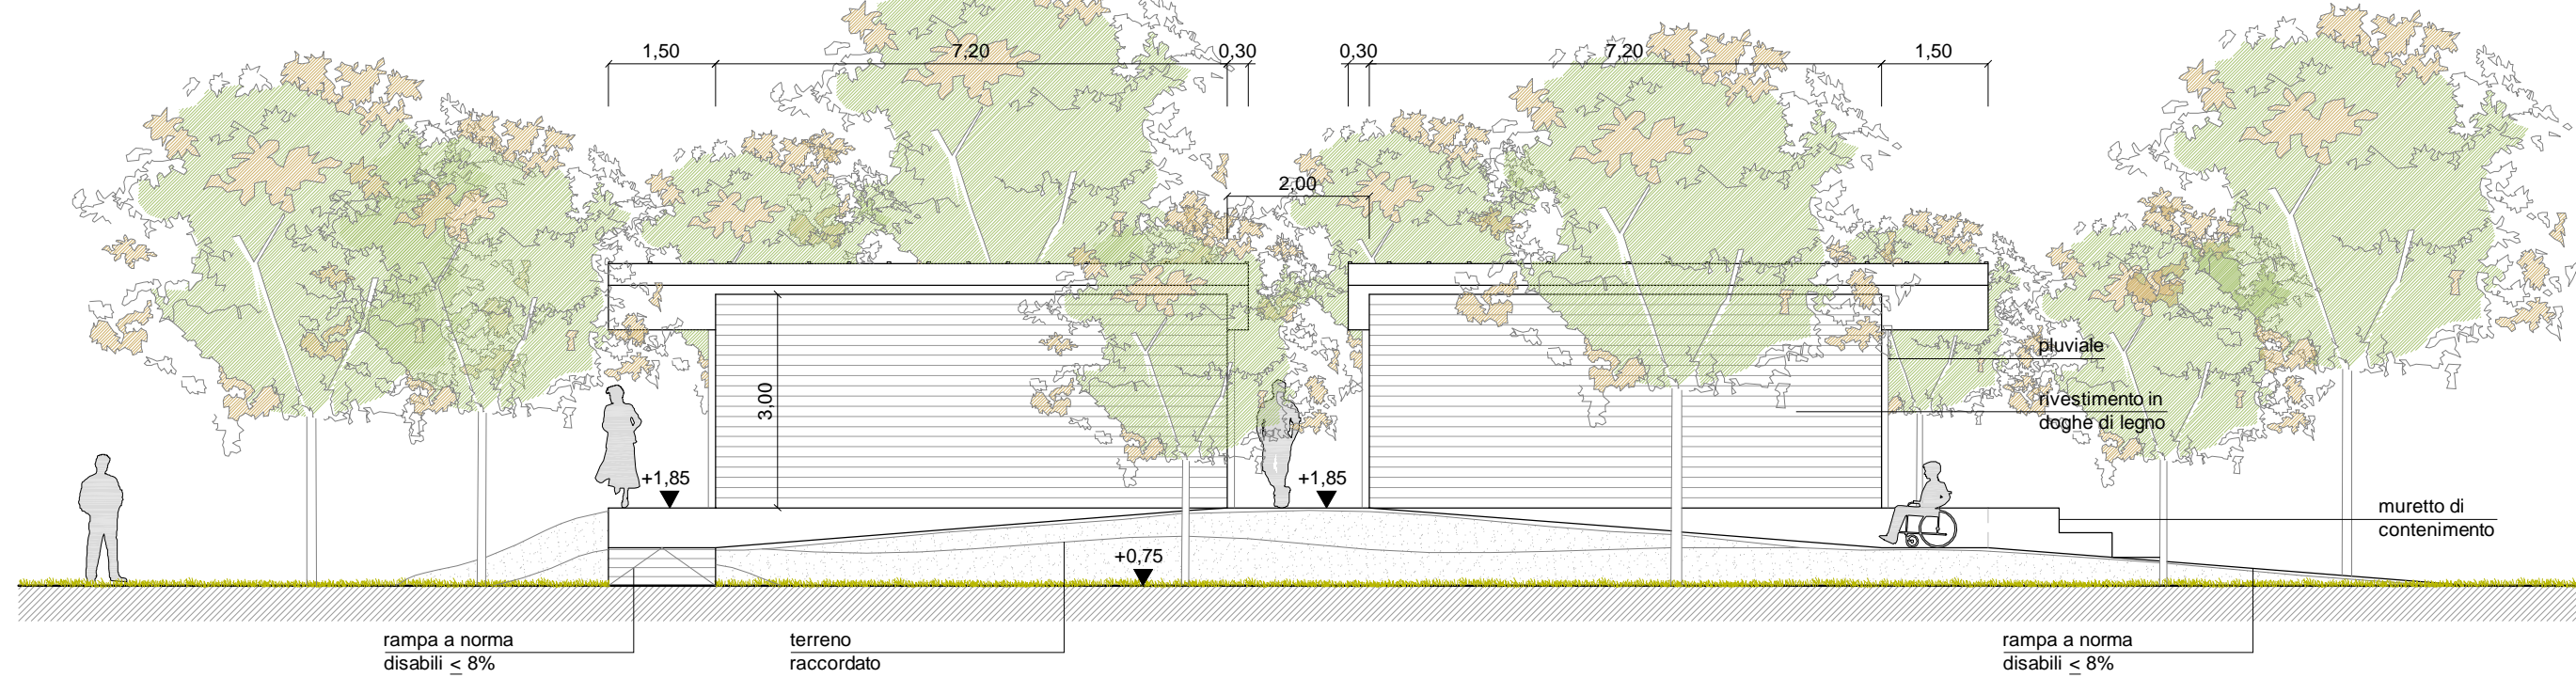 1,50
7,20
0,30
0,30
7,20
1,50
2,00
pluviale
3,00
rivestimento in
doghe di legno
+1,85
+1,85
muretto di
contenimento
+0,75
rampa a norma
disabili ≤ 8%
terreno
raccordato
rampa a norma
disabili ≤ 8%